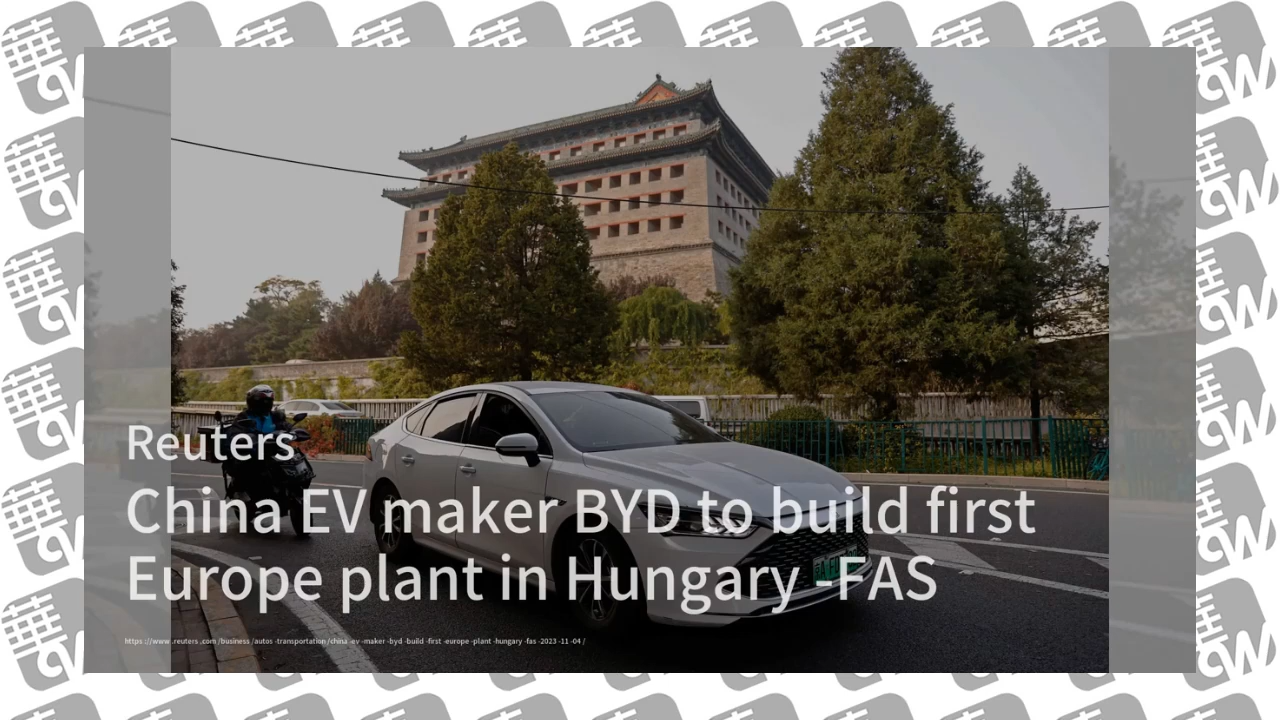 Reuters
China EV maker BYD to build first
Europe plant in Hungary -FAS
https://www.reuters.com/business/autos-transportation/china-ev-maker-byd-build-first-europe-plant-hungary-fas-2023-11-04/